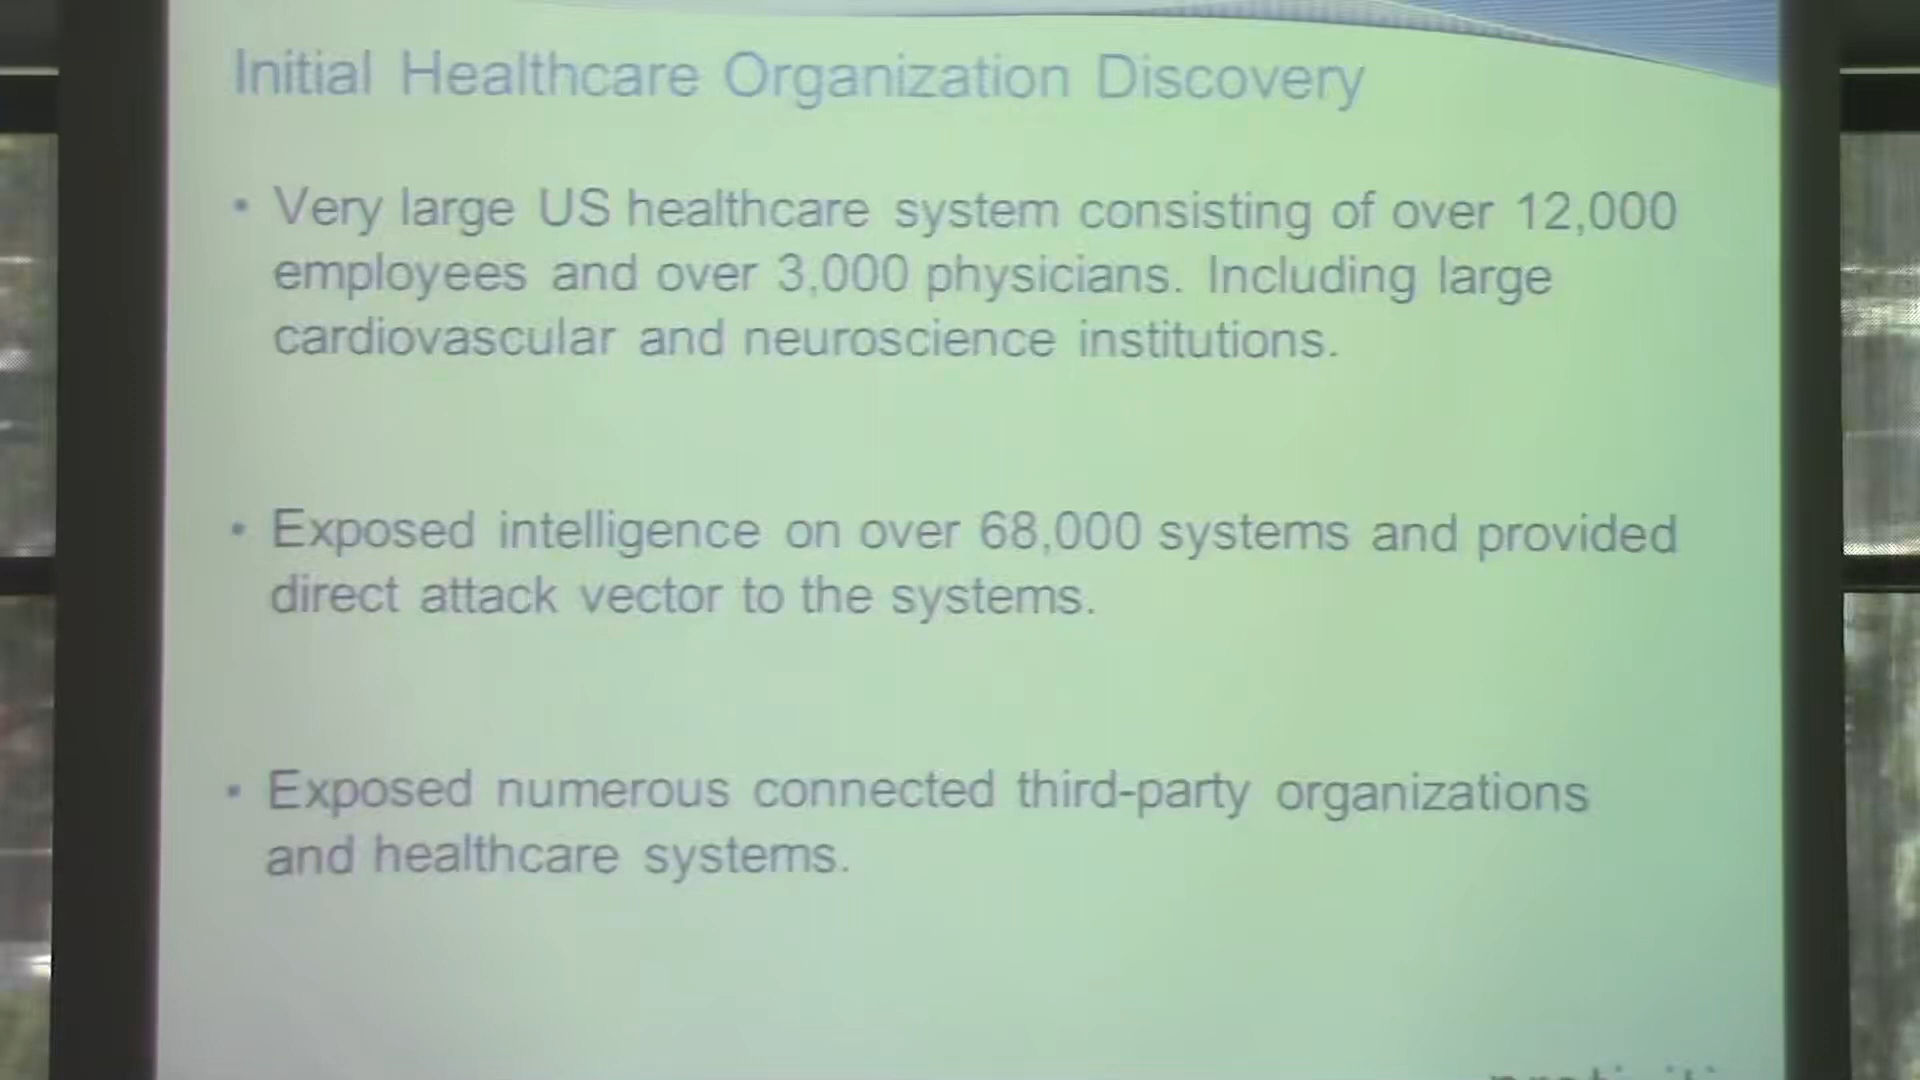 Initial Healthcare Organization Discovery
• Very large US healthcare system consisting of over 12,000
employees and over 3,000 physicians. Including large
cardiovascular and neuroscience institutions.
• Exposed intelligence on over 68,000 systems and provided
direct attack vector to the systems.
• Exposed numerous connected third-party organizations
and healthcare systems.